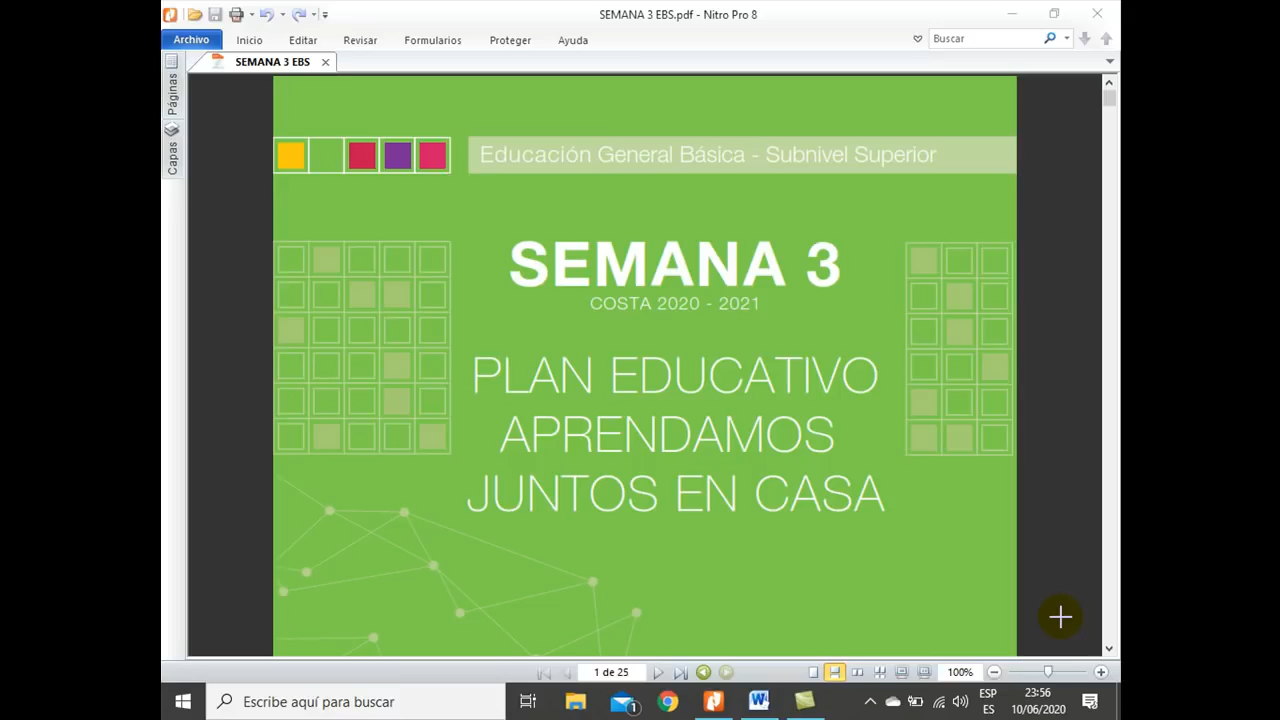 SEMANA 3 EBS.pdf - Nitro Pro 8
Archivo
Inicio
Editar
Revisar
Formularios
Proteger
Ayuda
Buscar
SEMANA 3 EBS
Páginas
Capas
Educación General Básica - Subnivel Superior
SEMANA 3
COSTA 2020 - 2021
PLAN EDUCATIVO
APRENDAMOS
JUNTOS EN CASA
1 de 25
100%
Escribe aquí para buscar
1
ESP
ES
23:56
10/06/2020